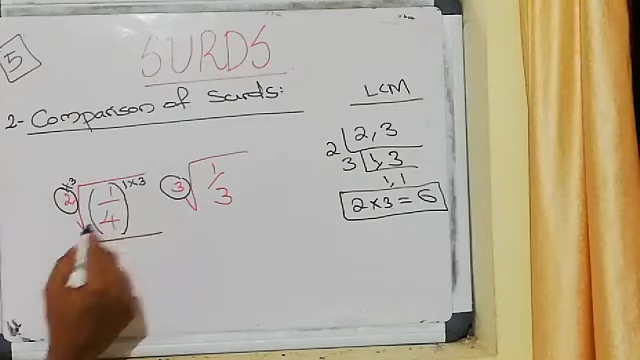 5
SURDS
2- Comparison of Surds:
2×3 √(1/4)^1×3 3√1/3
LCM
2 | 2, 3
3 | 1, 3
1, 1
2×3 = 6